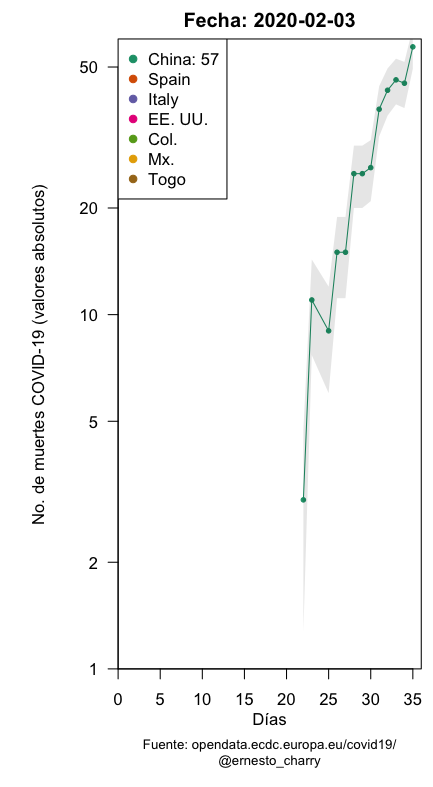 Fecha: 2020-02-03
China: 57
Spain
Italy
EE. UU.
Col.
Mx.
Togo
No. de muertes COVID-19 (valores absolutos)
50
20
10
5
2
1
0 5 10 15 20 25 30 35
Días
Fuente: opendata.ecdc.europa.eu/covid19/
@ernesto_charry